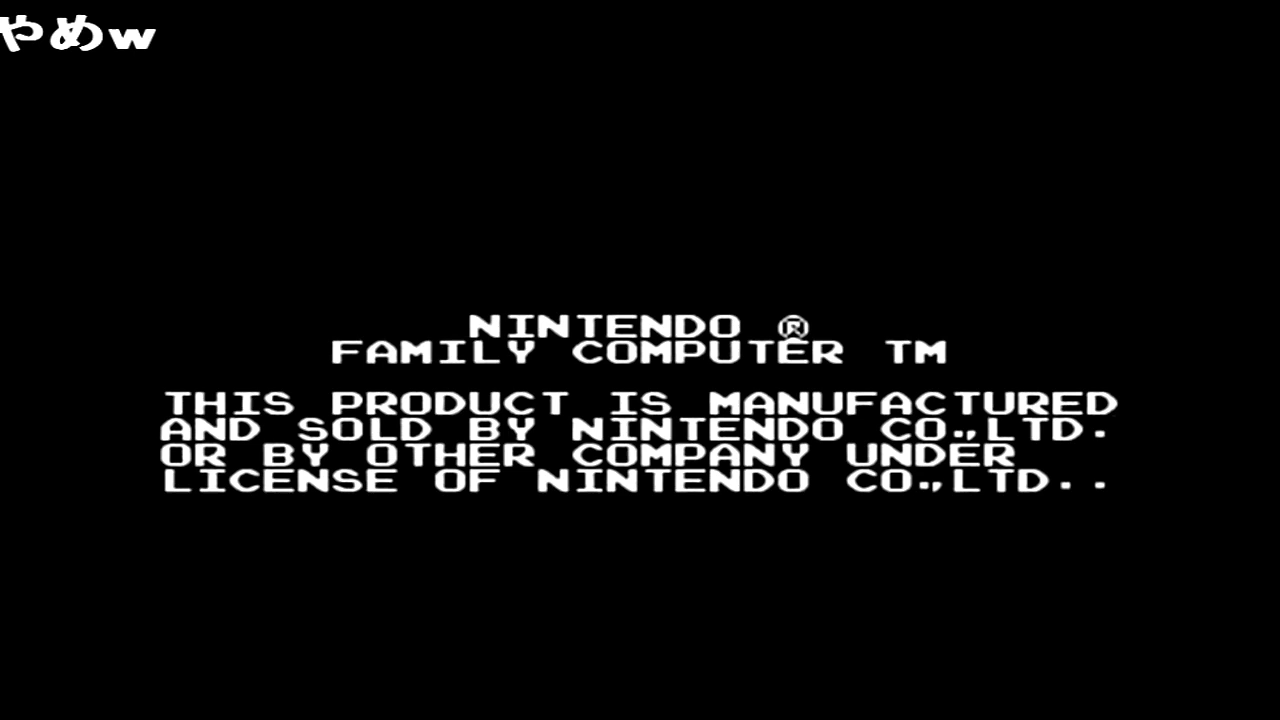 やめw
NINTENDO ®
FAMILY COMPUTER TM
THIS PRODUCT IS MANUFACTURED
AND SOLD BY NINTENDO CO.,LTD.
OR BY OTHER COMPANY UNDER
LICENSE OF NINTENDO CO.,LTD..